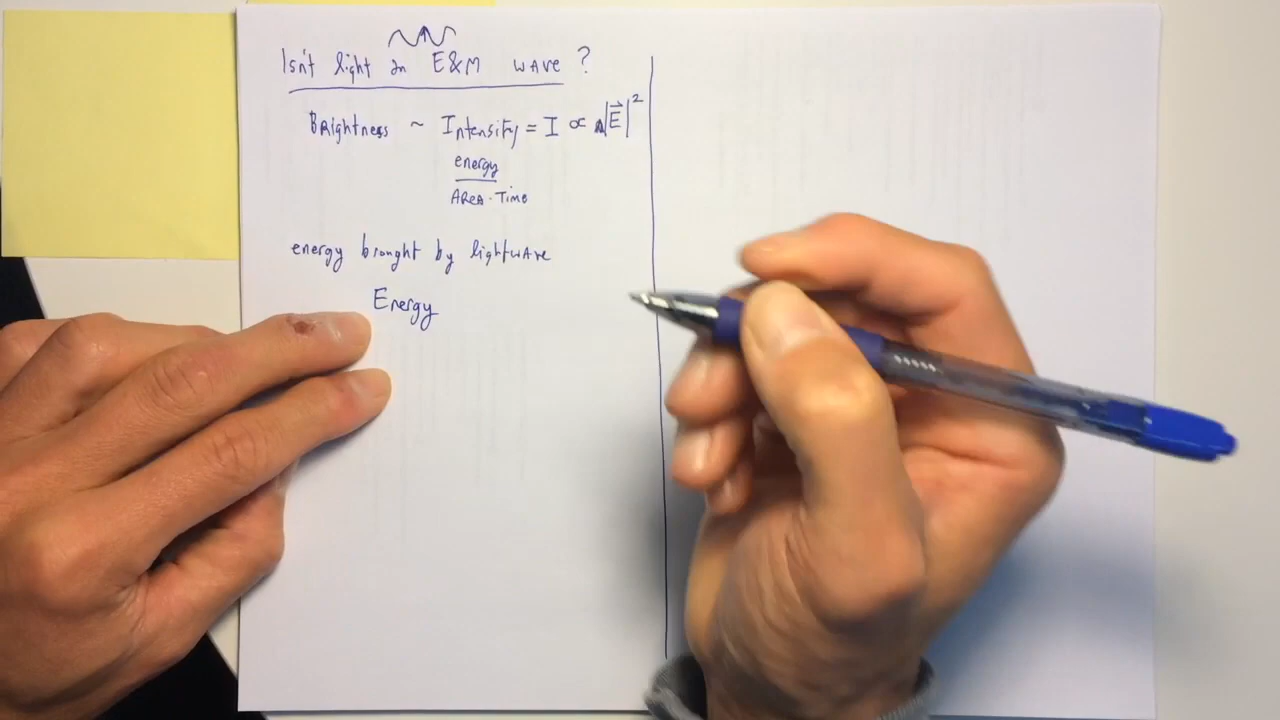 Isn't light an E&M wave ?
Brightness ~ Intensity = I ∝ |E⃗|²
energy
Area · Time
energy brought by lightwave
Energy